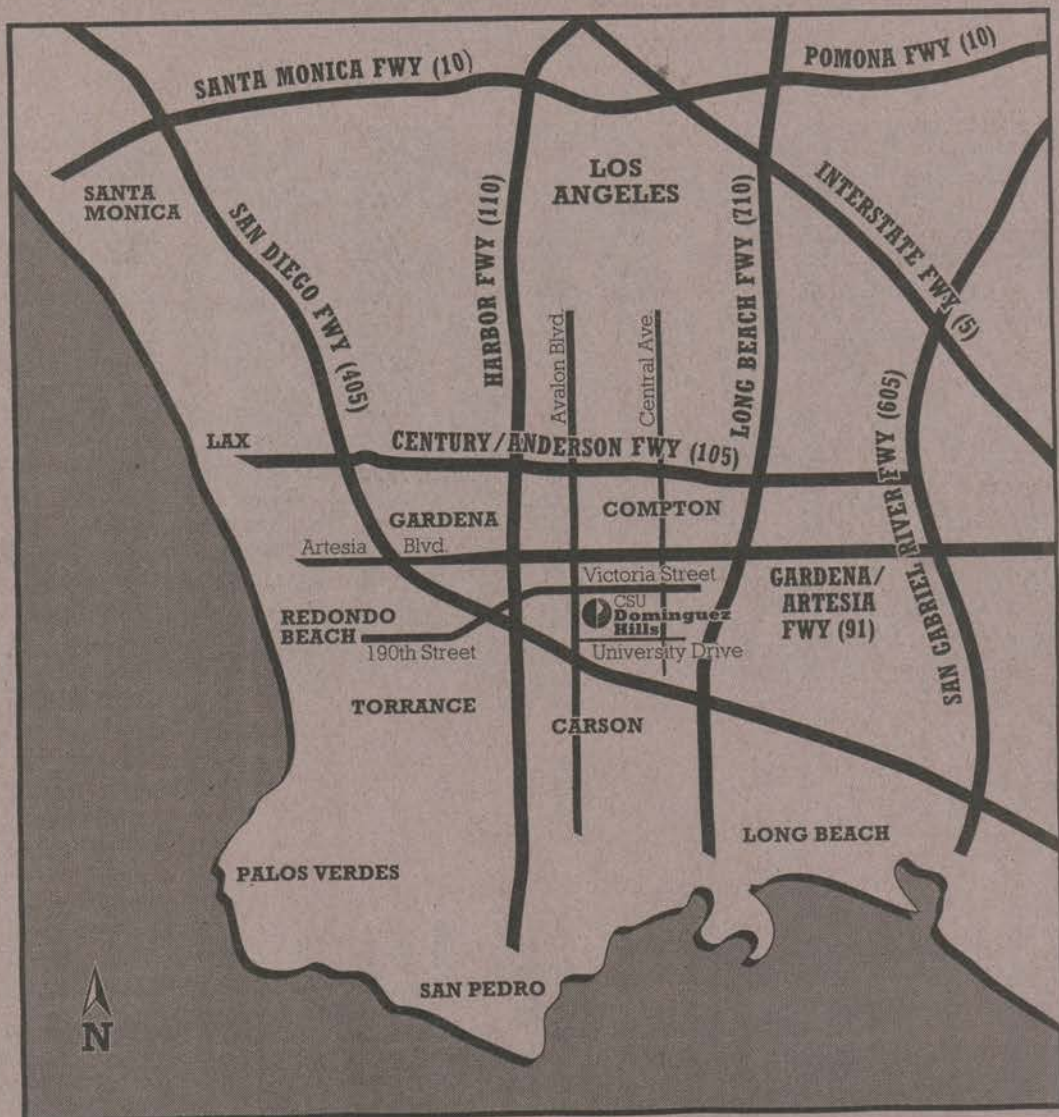 SANTA MONICA FWY (10)
POMONA FWY (10)
SANTA
MONICA
LOS
ANGELES
SAN DIEGO FWY (405)
HARBOR FWY (110)
LONG BEACH FWY (710)
INTERSTATE FWY (5)
Avalon Blvd.
Central Ave.
LAX
CENTURY/ANDERSON FWY (105)
SAN GABRIEL RIVER FWY (605)
GARDENA
COMPTON
Artesia Blvd.
Victoria Street
GARDENA/
ARTESIA
FWY (91)
CSU
Dominguez
Hills
REDONDO
BEACH
190th Street
University Drive
TORRANCE
CARSON
LONG BEACH
PALOS VERDES
SAN PEDRO
N